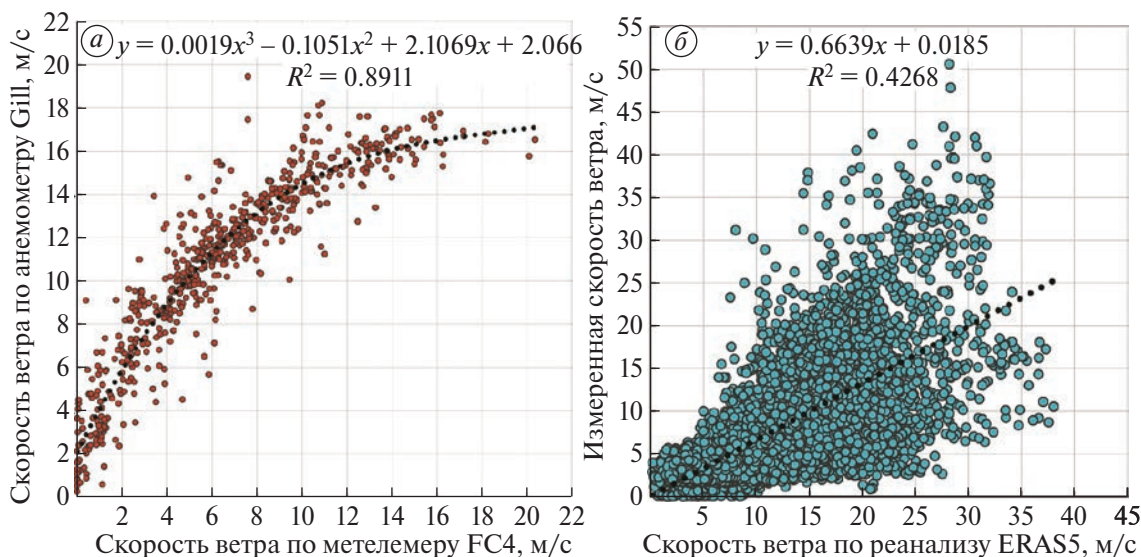 а
y = 0.0019x³ – 0.1051x² + 2.1069x + 2.066
R² = 0.8911
Скорость ветра по анемометру Gill, м/с
22
20
18
16
14
12
10
8
6
4
2
0
2 4 6 8 10 12 14 16 18 20 22
Скорость ветра по метелемеру FC4, м/с
б
y = 0.6639x + 0.0185
R² = 0.4268
Измеренная скорость ветра, м/с
55
50
45
40
35
30
25
20
15
10
5
0
5 10 15 20 25 30 35 40 45
Скорость ветра по реанализу ERAS5, м/с